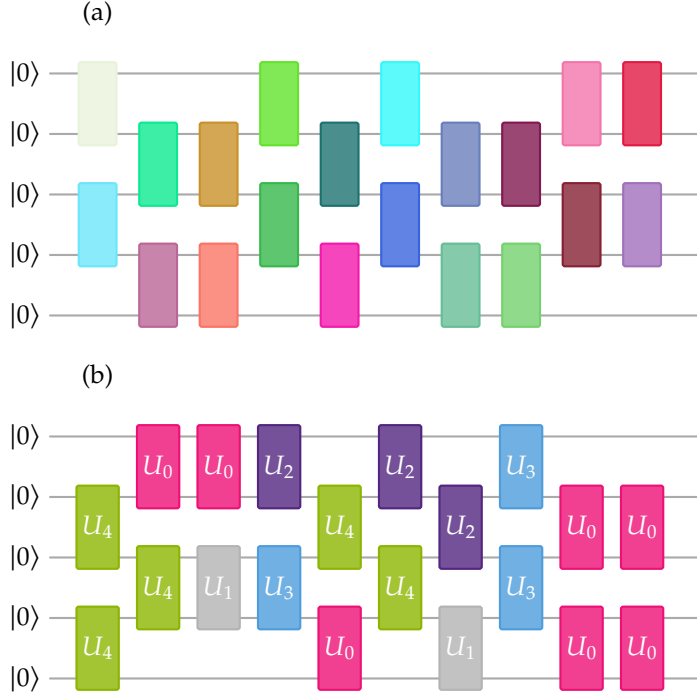 (a)
|0⟩
|0⟩
|0⟩
|0⟩
|0⟩
(b)
|0⟩
U₀ U₀ U₂ U₂ U₃
|0⟩
U₄ U₄ U₂ U₀ U₀
|0⟩
U₄ U₁ U₃ U₄ U₃
|0⟩
U₄ U₀ U₁ U₀ U₀
|0⟩